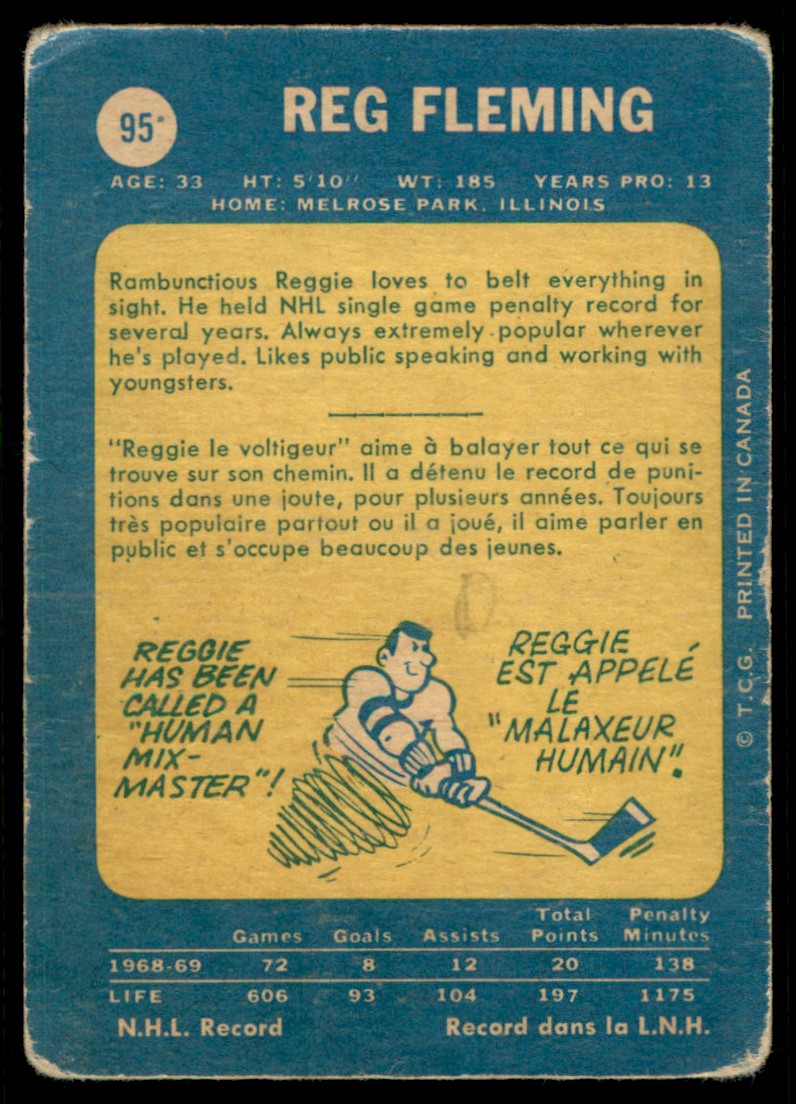 95
REG FLEMING
AGE: 33 HT: 5'10'' WT: 185 YEARS PRO: 13
HOME: MELROSE PARK, ILLINOIS
Rambunctious Reggie loves to belt everything in
sight. He held NHL single game penalty record for
several years. Always extremely popular wherever
he's played. Likes public speaking and working with
youngsters.
"Reggie le voltigeur" aime à balayer tout ce qui se
trouve sur son chemin. Il a détenu le record de puni-
tions dans une joute, pour plusieurs années. Toujours
très populaire partout ou il a joué, il aime parler en
public et s'occupe beaucoup des jeunes.
REGGIE
HAS BEEN
CALLED A
"HUMAN
MIX-
MASTER"!
REGGIE
EST APPELÉ
LE
"MALAXEUR
HUMAIN".
© T.C.G. PRINTED IN CANADA
Games Goals Assists Total Points Penalty Minutes
1968-69 72 8 12 20 138
LIFE 606 93 104 197 1175
N.H.L. Record Record dans la L.N.H.